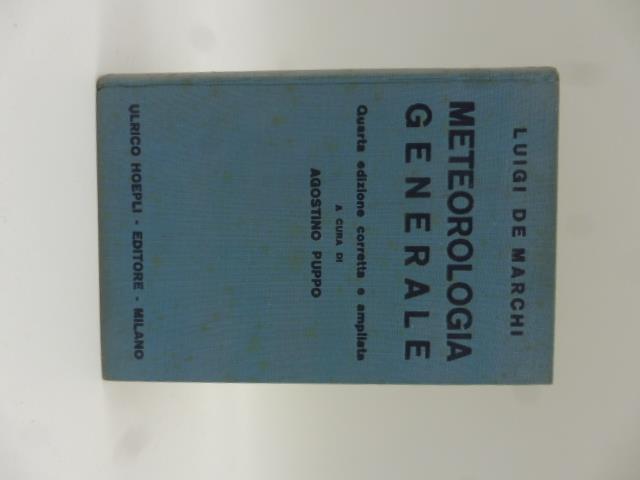 LUIGI DE MARCHI
METEOROLOGIA
GENERALE
Quarta edizione corretta e ampliata
A CURA DI
AGOSTINO PUPPO
ULRICO HOEPLI - EDITORE - MILANO